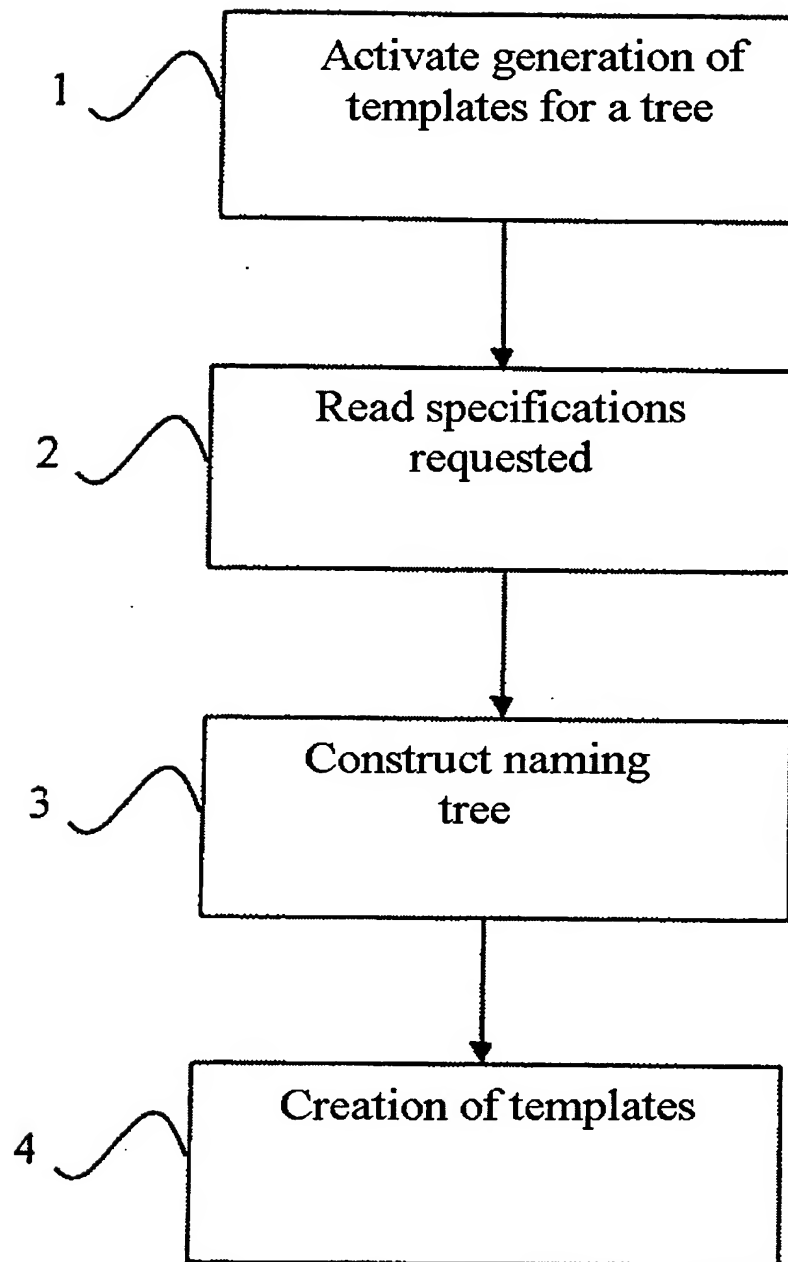 1
Activate generation of
templates for a tree
2
Read specifications
requested
3
Construct naming
tree
4
Creation of templates